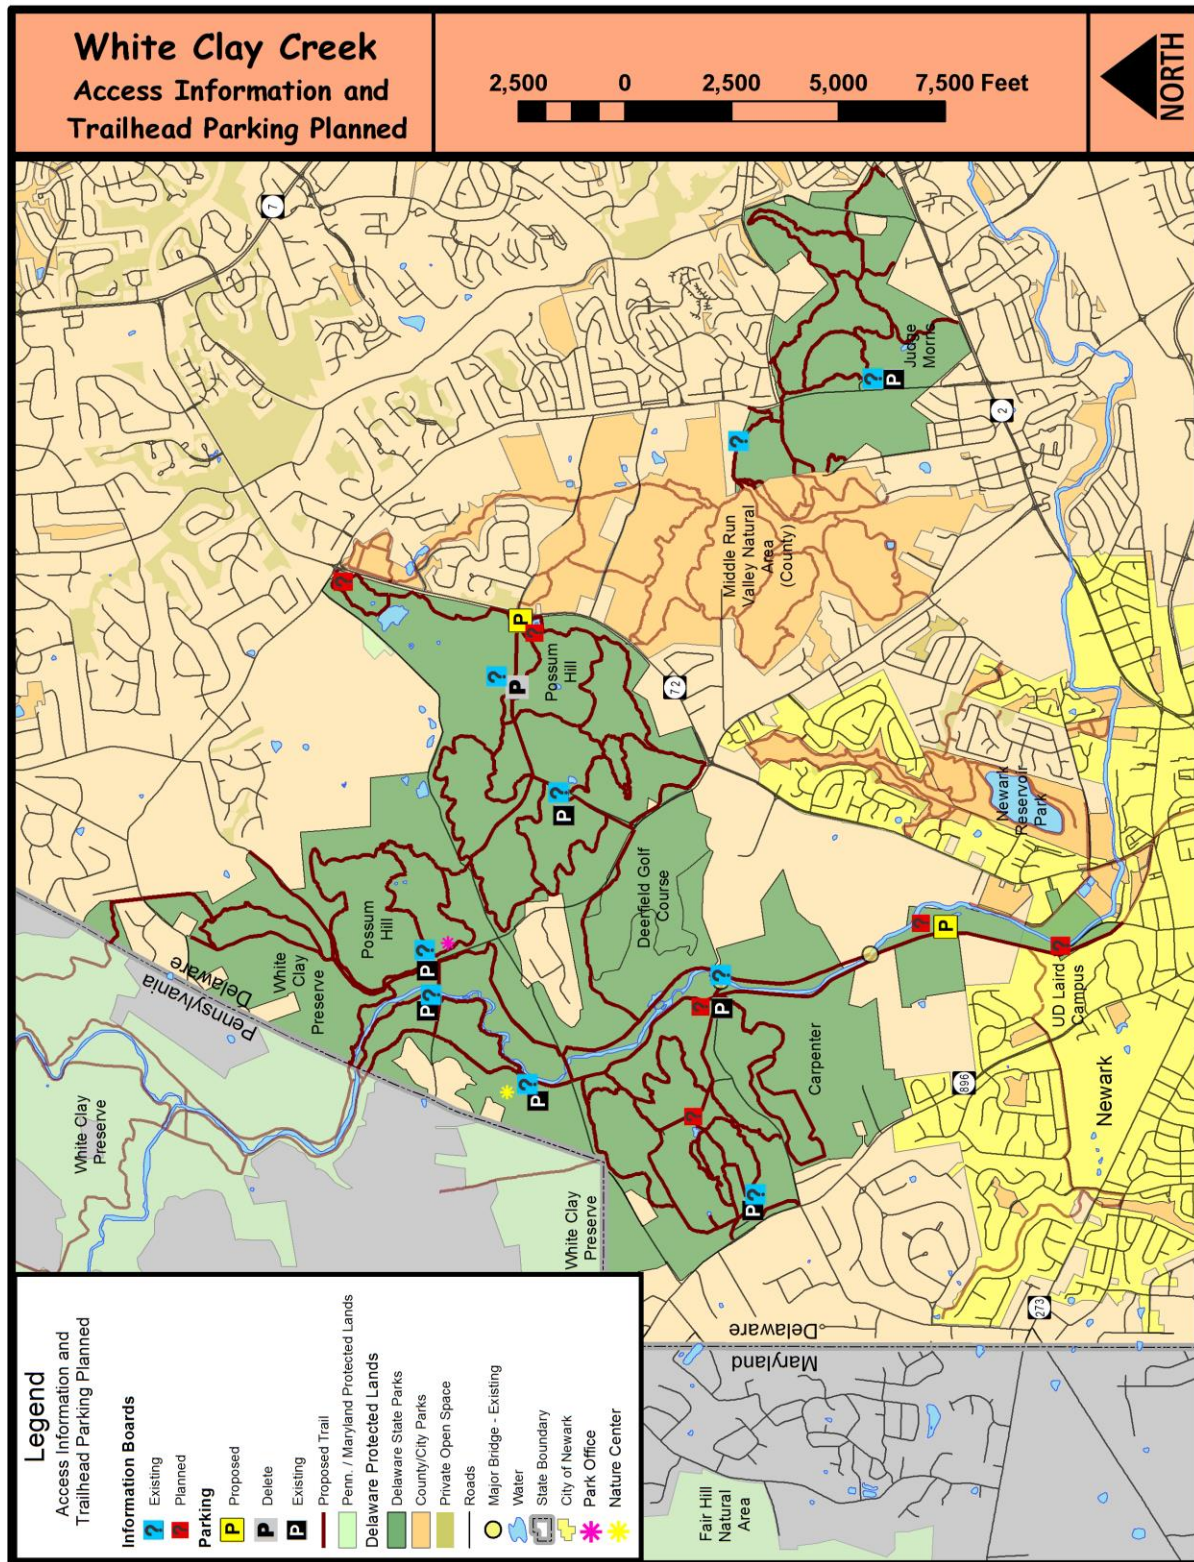 White Clay Creek
Access Information and
Trailhead Parking Planned
2,500 0 2,500 5,000 7,500 Feet
NORTH
7
Judge
Morris
2
Middle Run
Valley Natural
Area
(County)
P
?
Possum
Hill
72
Newark
Reservoir
Park
Deerfield Golf
Course
Possum
Hill
White
Clay
Preserve
Pennsylvania
Delaware
White Clay
Preserve
UD Laird
Campus
Carpenter
896
Newark
White Clay
Preserve
273
Delaware
Maryland
Fair Hill
Natural
Area
Legend
Access Information and
Trailhead Parking Planned
Information Boards
? Existing
? Planned
Parking
P Proposed
P Delete
P Existing
Proposed Trail
Penn. / Maryland Protected Lands
Delaware Protected Lands
Delaware State Parks
County/City Parks
Private Open Space
Roads
Major Bridge - Existing
Water
State Boundary
City of Newark
Park Office
Nature Center